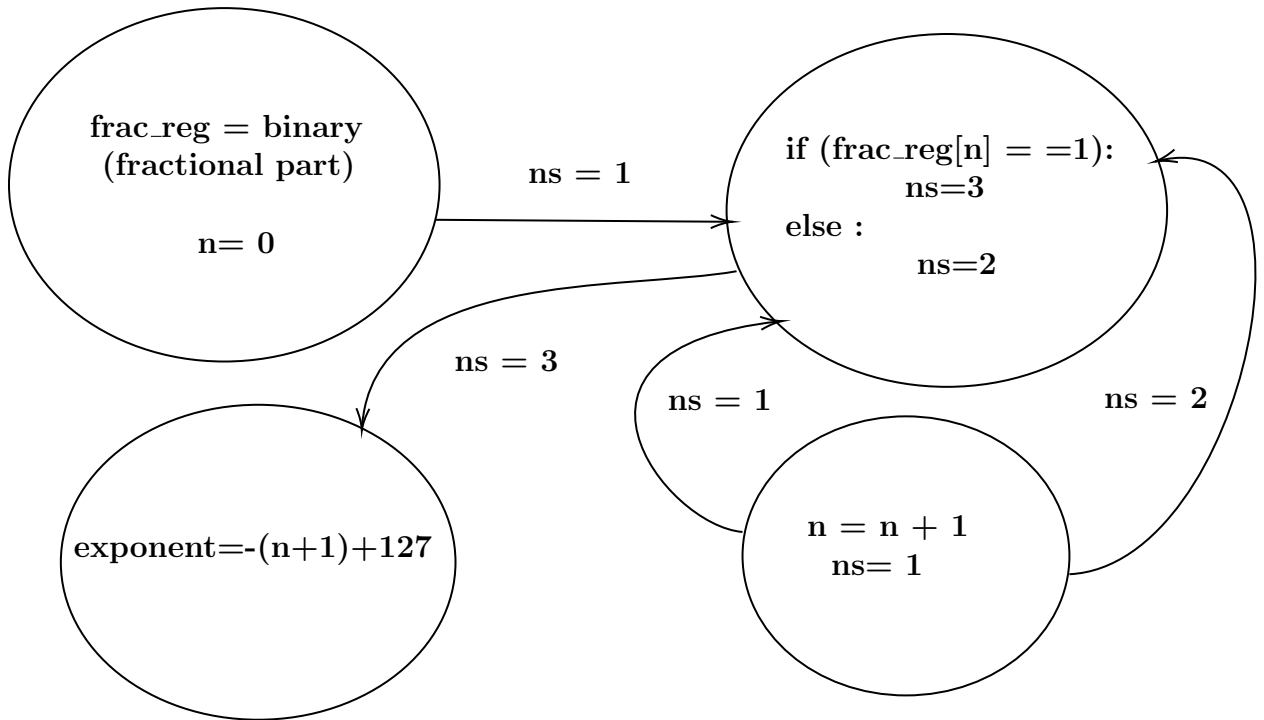 frac_reg = binary
(fractional part)
n= 0
ns = 1
if (frac_reg[n] = =1):
ns=3
else :
ns=2
ns = 3
ns = 1
ns = 2
exponent=-(n+1)+127
n = n + 1
ns= 1